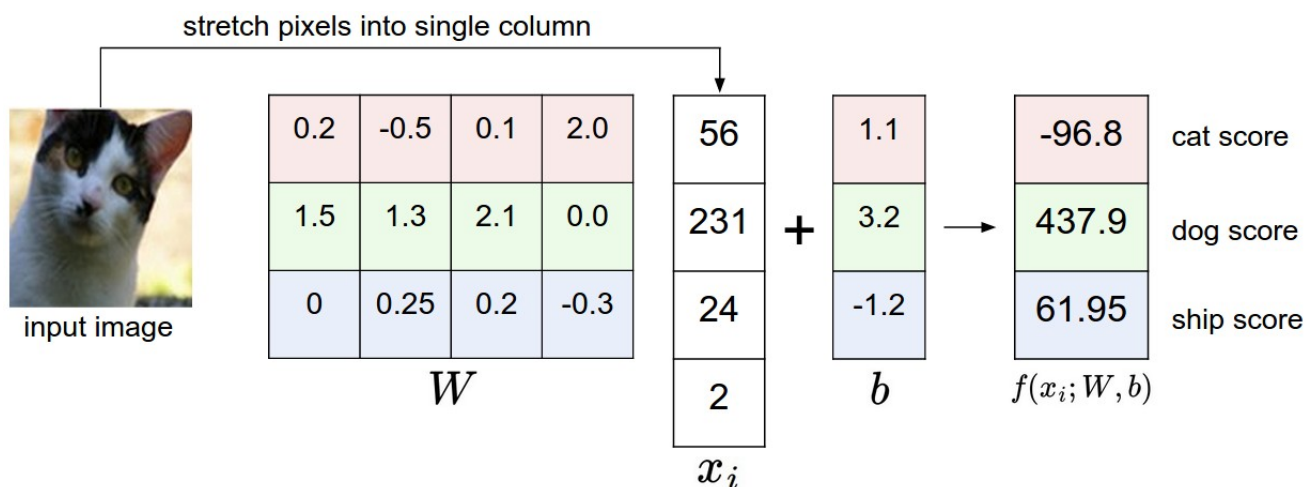 stretch pixels into single column
0.2 -0.5 0.1 2.0
1.5 1.3 2.1 0.0
0 0.25 0.2 -0.3
W
56
231
24
2
x_i
+
1.1
3.2
-1.2
b
-96.8 cat score
437.9 dog score
61.95 ship score
f(x_i; W, b)
input image